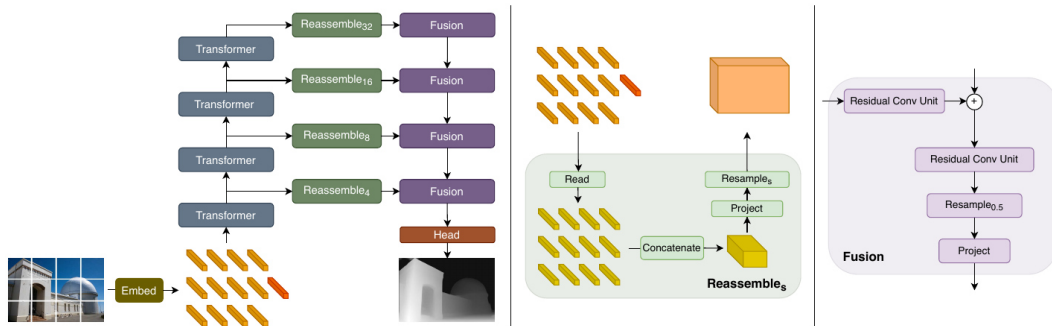 Reassemble32
Fusion
Transformer
Reassemble16
Fusion
Transformer
Reassemble8
Fusion
Transformer
Reassemble4
Fusion
Transformer
Head
Embed
Read
Resamples
Project
Concatenate
Reassembles
Residual Conv Unit
+
Residual Conv Unit
Resample0.5
Project
Fusion